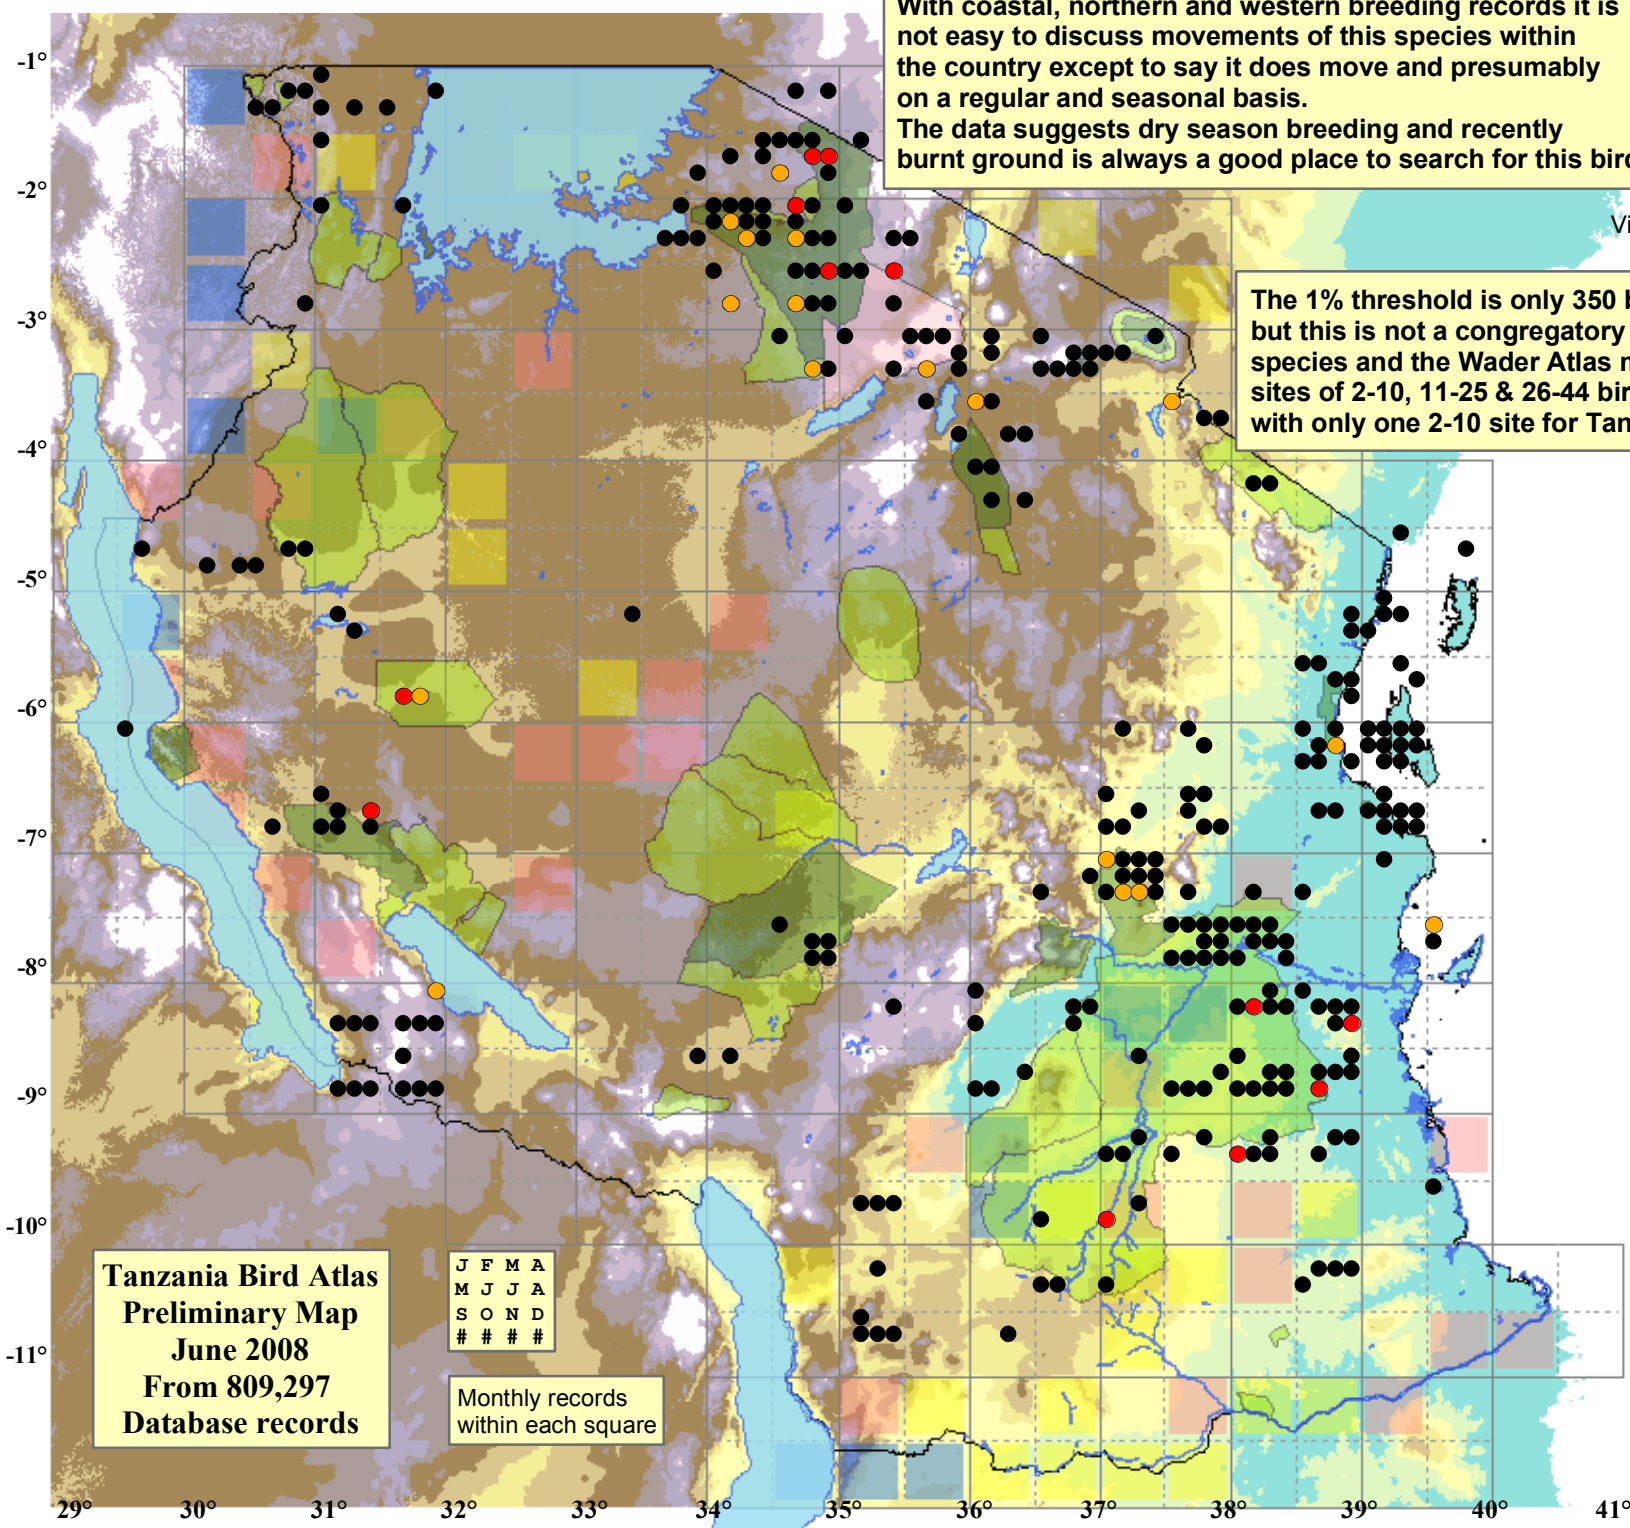 With coastal, northern and western breeding records it is
not easy to discuss movements of this species within
the country except to say it does move and presumably
on a regular and seasonal basis.
The data suggests dry season breeding and recently
burnt ground is always a good place to search for this bird
The 1% threshold is only 350 b
but this is not a congregatory
species and the Wader Atlas
sites of 2-10, 11-25 & 26-44 bir
with only one 2-10 site for Tan
-1°
-2°
-3°
-4°
-5°
-6°
-7°
-8°
-9°
-10°
-11°
Tanzania Bird Atlas
Preliminary Map
June 2008
From 809,297
Database records
J F M A
M J J A
S O N D
# # # #
Monthly records
within each square
29° 30° 31° 32° 33° 34° 35° 36° 37° 38° 39° 40° 41°